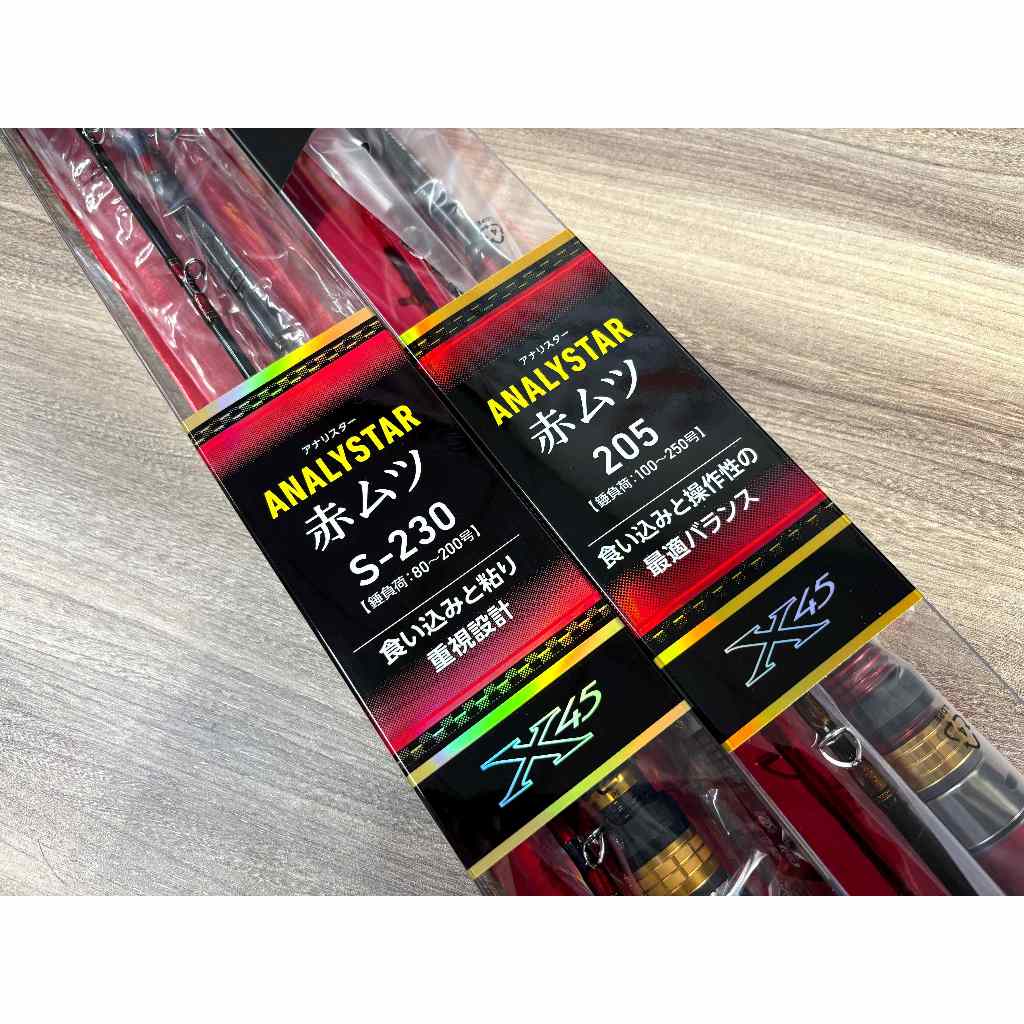 アナリスター
ANALYSTAR
赤ムツ
S-230
[錘負荷:80〜200号]
食い込みと粘り
重視設計
X45
アナリスター
ANALYSTAR
赤ムツ
205
[錘負荷:100〜250号]
食い込みと操作性の
最適バランス
X45